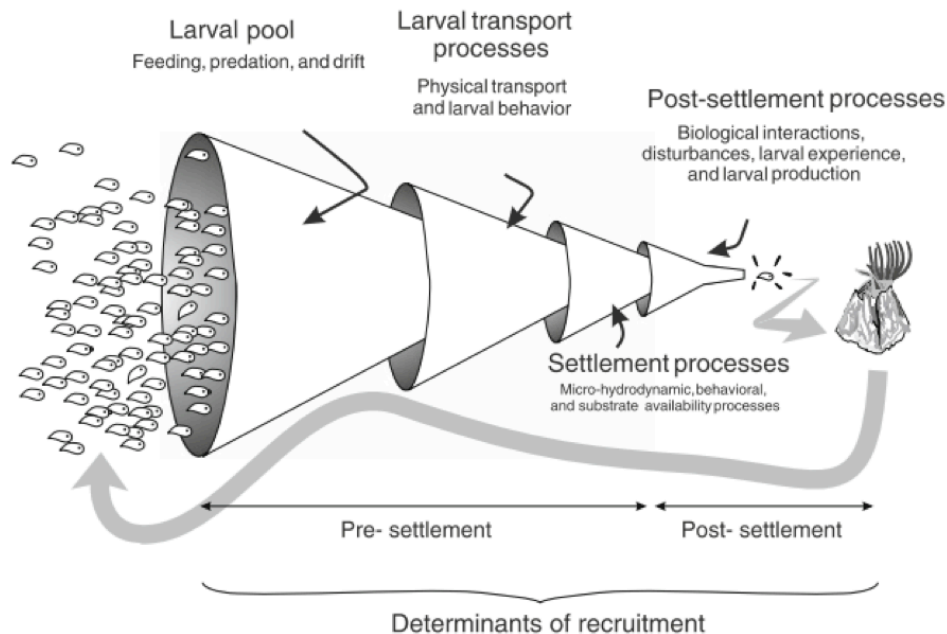 Larval pool
Feeding, predation, and drift
Larval transport
processes
Physical transport
and larval behavior
Post-settlement processes
Biological interactions,
disturbances, larval experience,
and larval production
Settlement processes
Micro-hydrodynamic, behavioral,
and substrate availability processes
Pre- settlement
Post- settlement
Determinants of recruitment